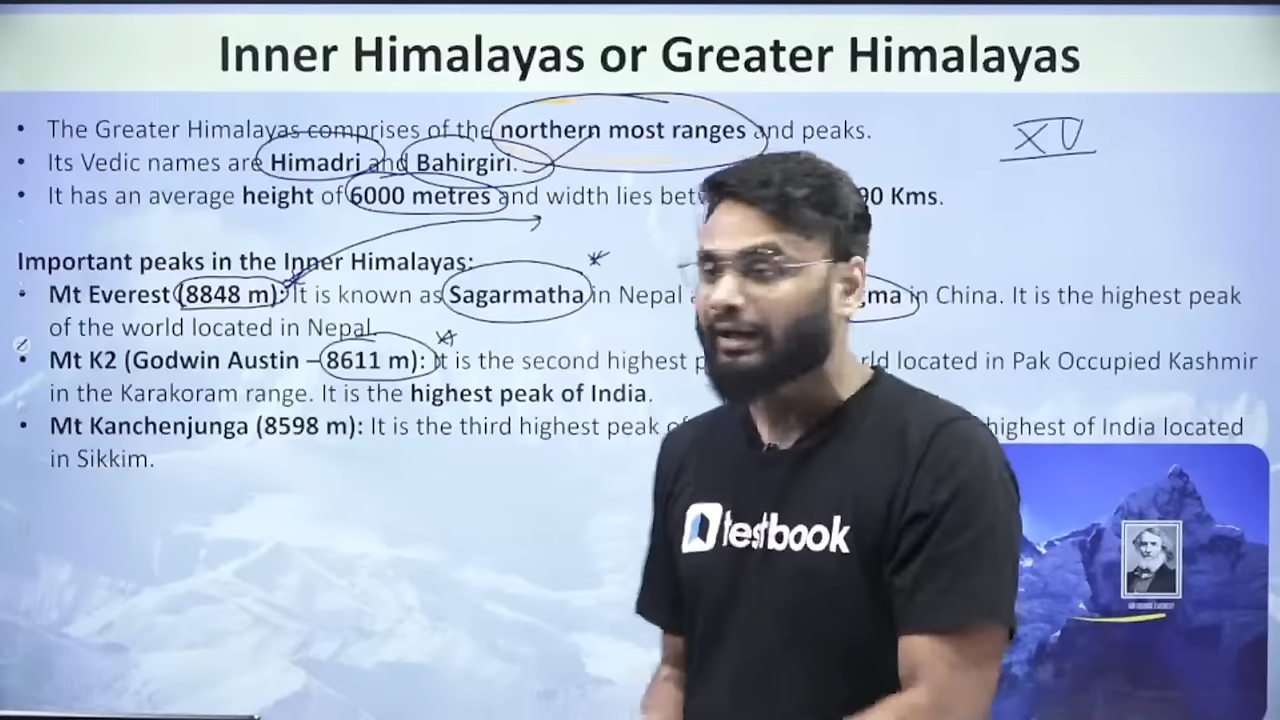 Inner Himalayas or Greater Himalayas
• The Greater Himalayas comprises of the northern most ranges and peaks.
XV
• Its Vedic names are Himadri and Bahirgiri.
• It has an average height of 6000 metres and width lies bet 90 Kms.
Important peaks in the Inner Himalayas:
• Mt Everest (8848 m): It is known as Sagarmatha in Nepal gma in China. It is the highest peak
of the world located in Nepal.
• Mt K2 (Godwin Austin – 8611 m): It is the second highest p rld located in Pak Occupied Kashmir
in the Karakoram range. It is the highest peak of India.
• Mt Kanchenjunga (8598 m): It is the third highest peak highest of India located
in Sikkim.
testbook